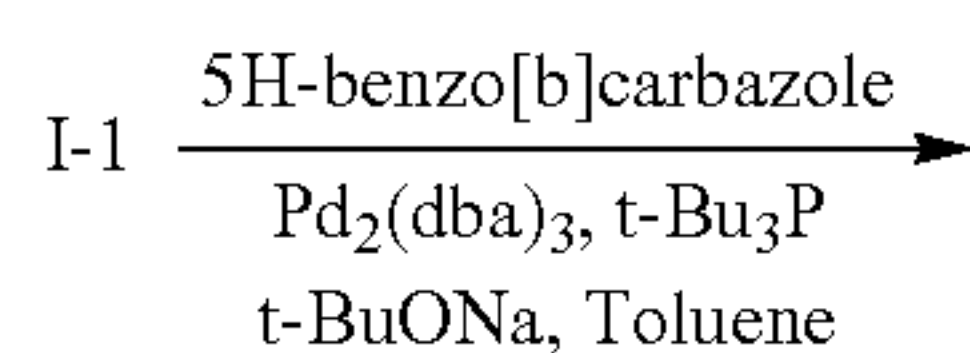 5H-benzo[b]carbazole
I-1
Pd₂(dba)₃, t-Bu₃P
t-BuONa, Toluene